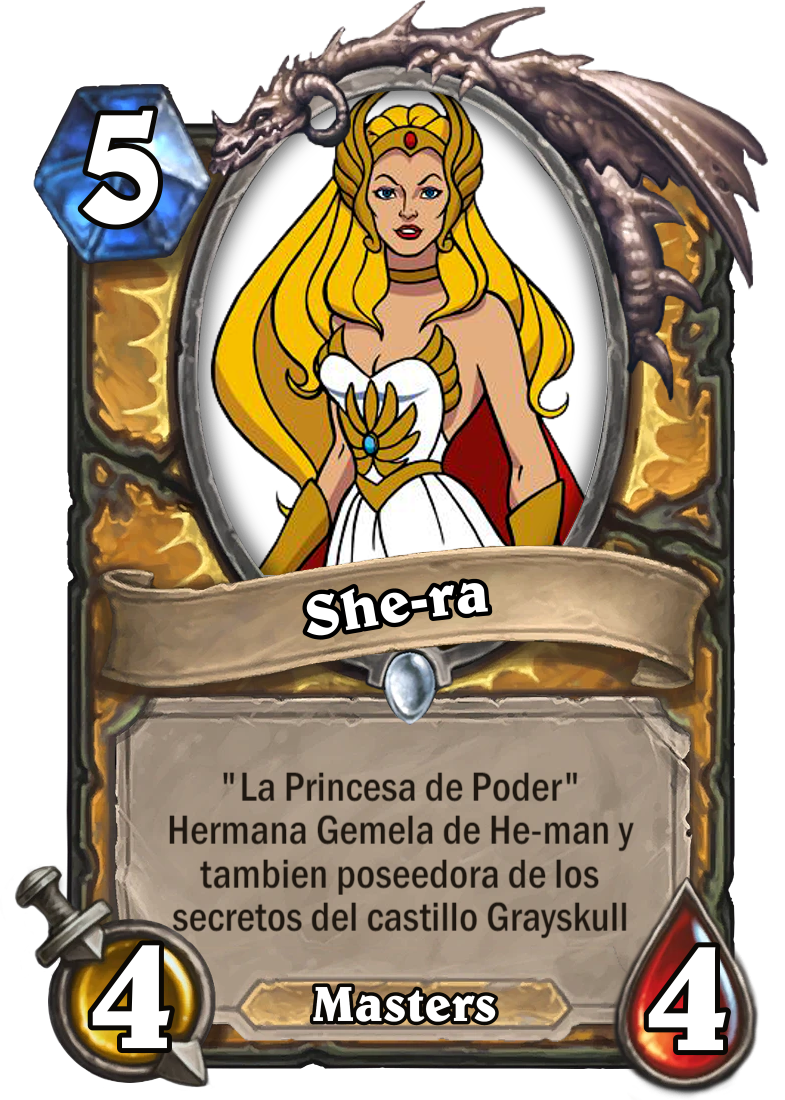 5
She-ra
"La Princesa de Poder"
Hermana Gemela de He-man y
tambien poseedora de los
secretos del castillo Grayskull
4
Masters
4